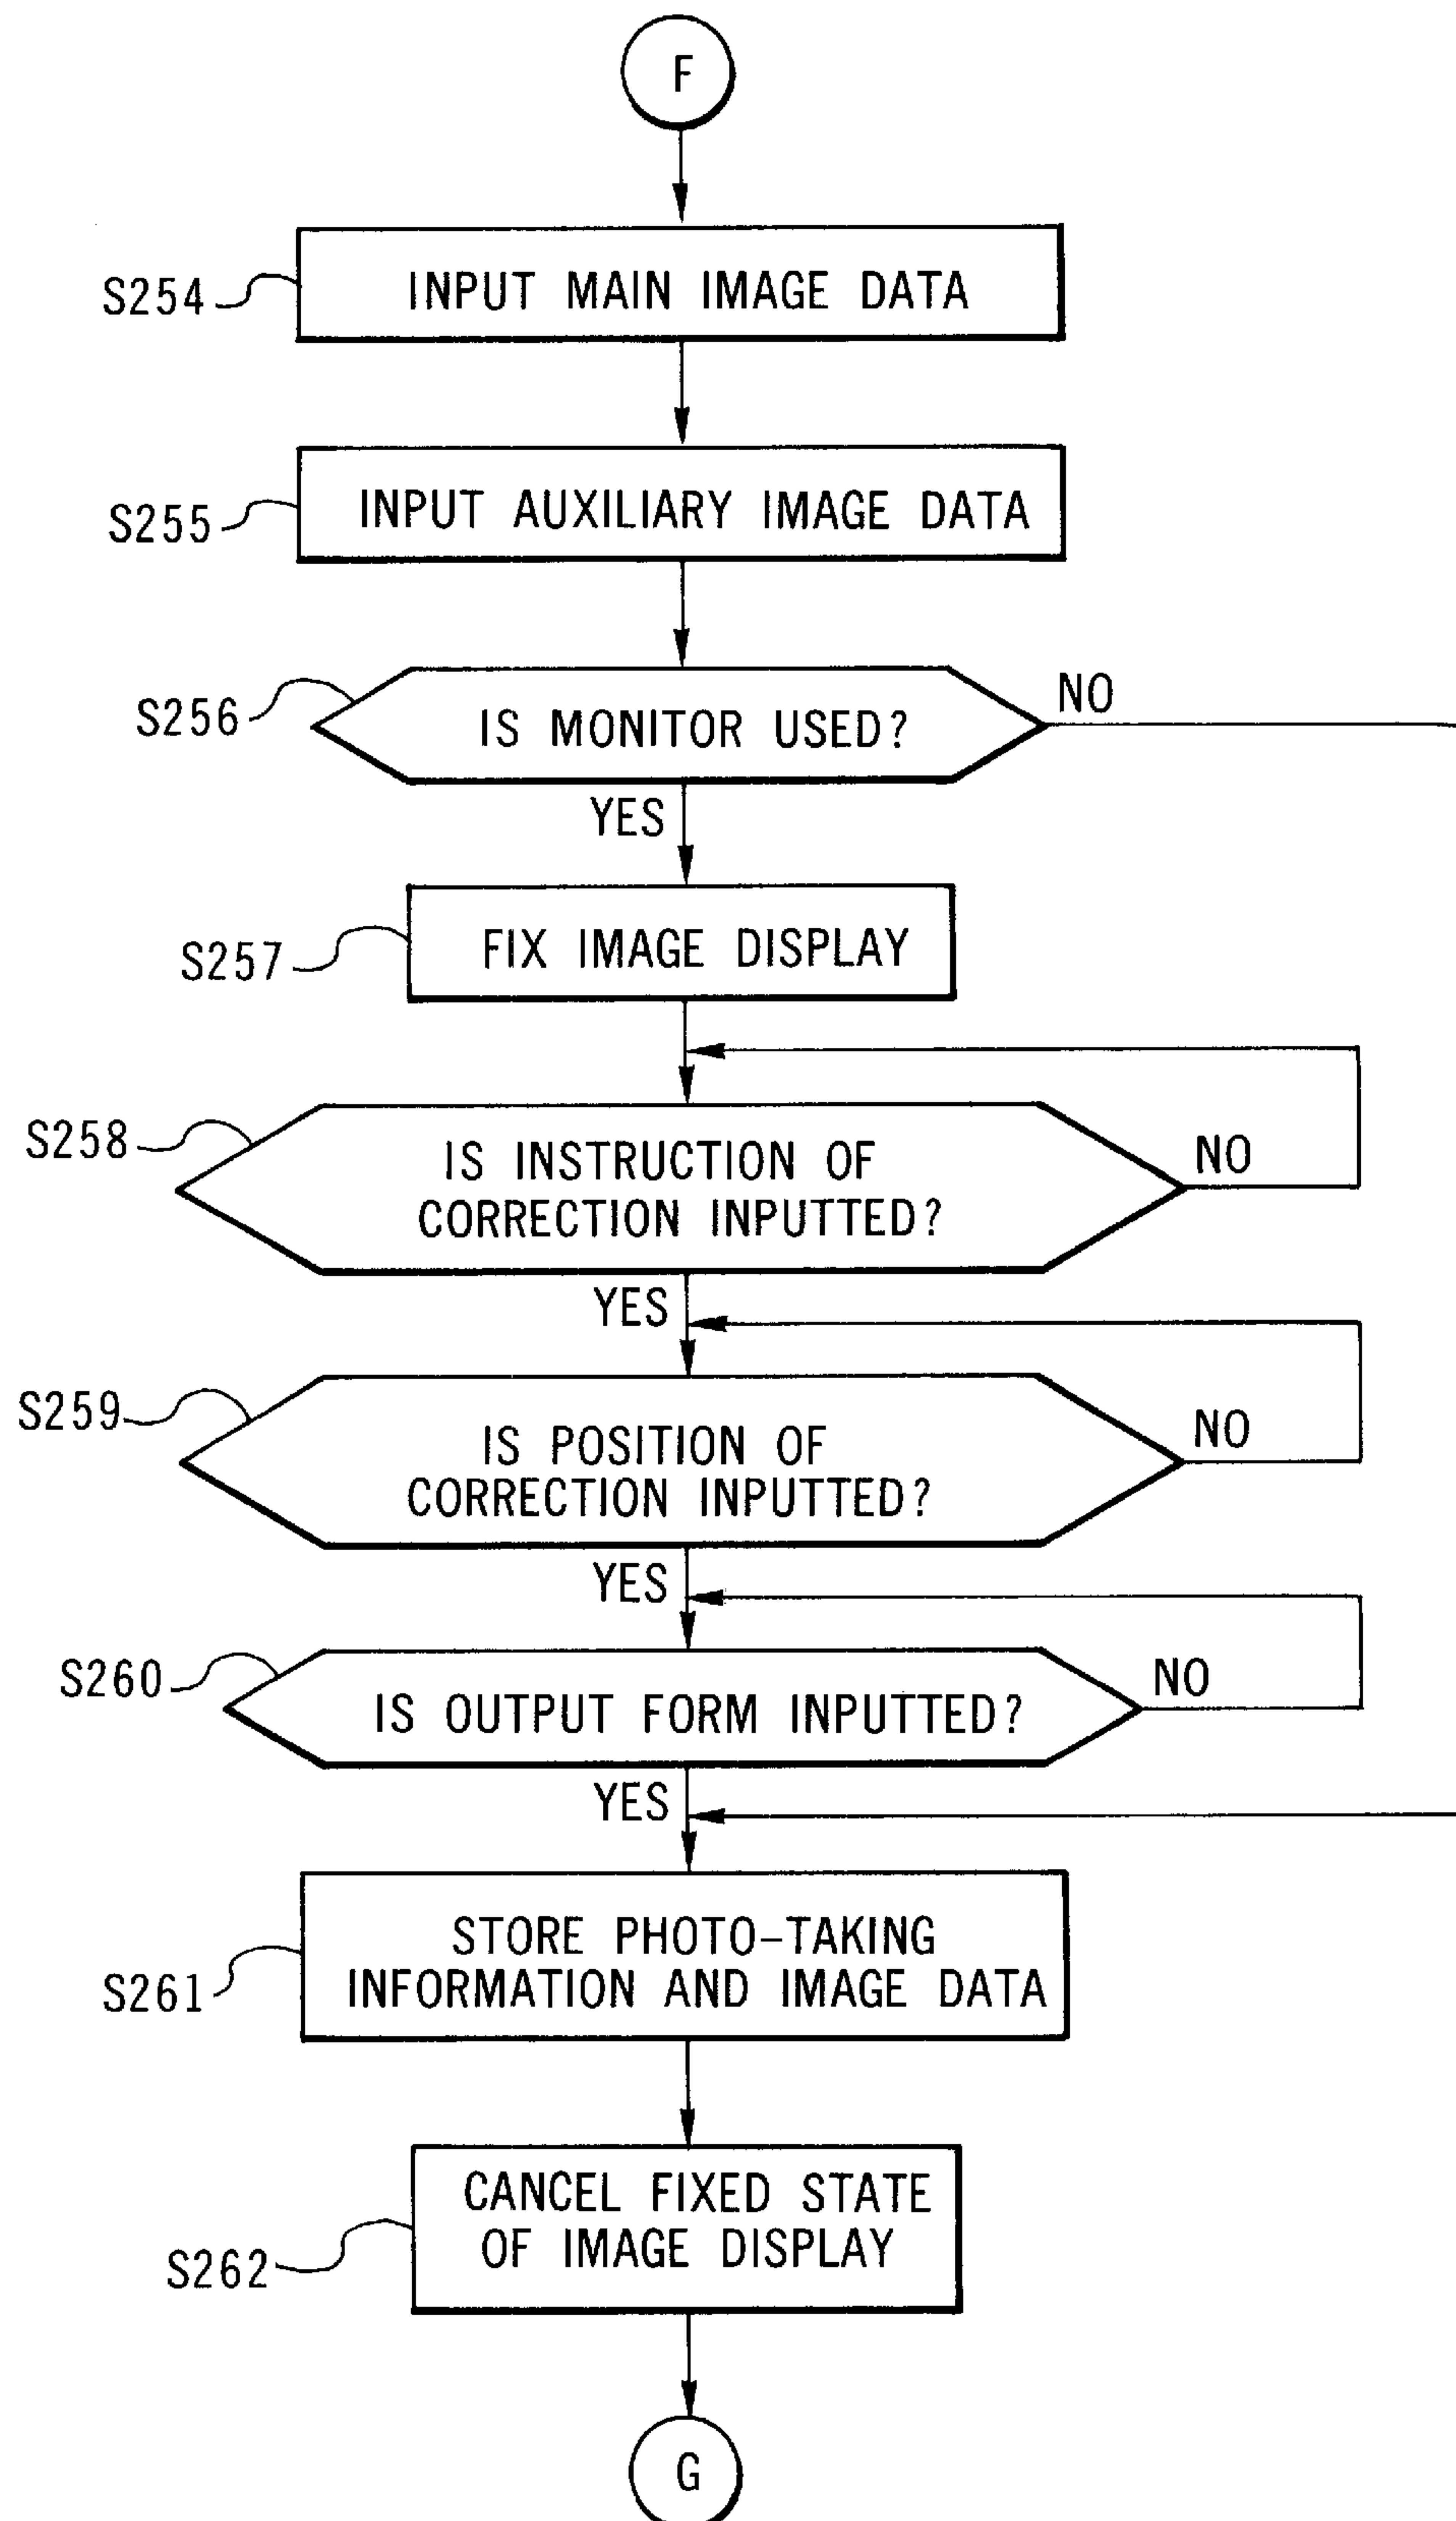 F
S254
INPUT MAIN IMAGE DATA
S255
INPUT AUXILIARY IMAGE DATA
S256
IS MONITOR USED?
NO
YES
S257
FIX IMAGE DISPLAY
S258
IS INSTRUCTION OF
CORRECTION INPUTTED?
NO
YES
S259
IS POSITION OF
CORRECTION INPUTTED?
NO
YES
S260
IS OUTPUT FORM INPUTTED?
NO
YES
S261
STORE PHOTO-TAKING
INFORMATION AND IMAGE DATA
S262
CANCEL FIXED STATE
OF IMAGE DISPLAY
G